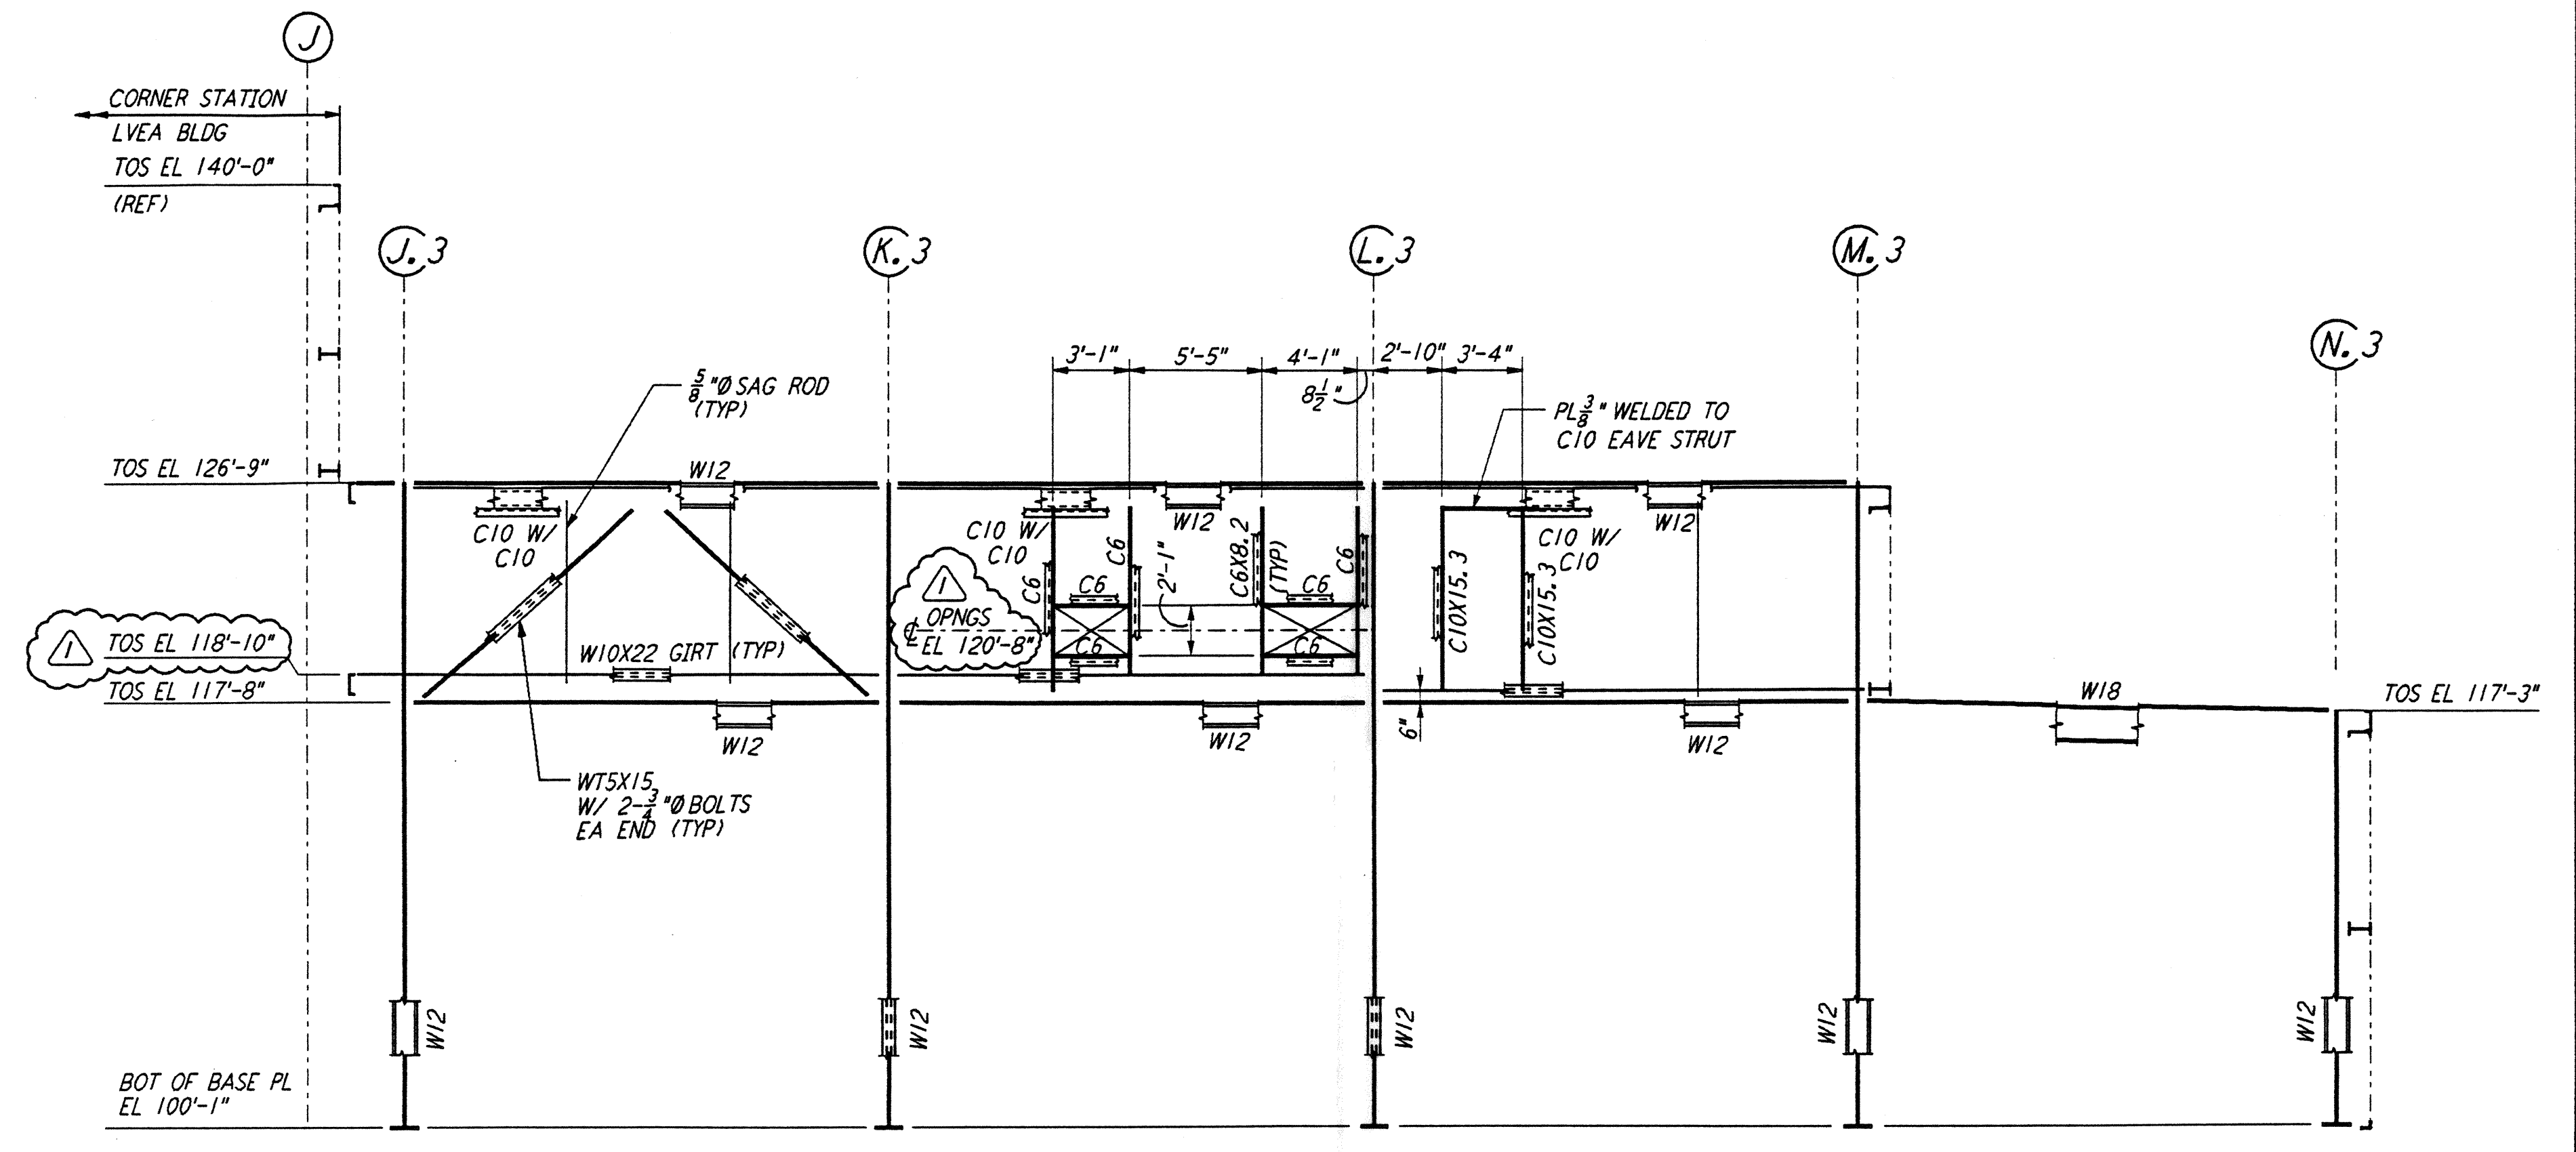 J
CORNER STATION
LVEA BLDG
TOS EL 140'-0"
(REF)
J.3
K.3
L.3
M.3
N.3
3'-1"
5'-5"
4'-1"
2'-10"
3'-4"
8 1/2"
5/8"Ø SAG ROD
(TYP)
PL 3/8" WELDED TO
C10 EAVE STRUT
TOS EL 126'-9"
W12
W12
W12
C10 W/
C10
C10 W/
C10
C10 W/
C10
C6
C6
2'-1"
C6X8.2
(TYP)
C6
C6
C6
C6
C6
C10X15.3
C10X15.3
1
OPNGS
℄ EL 120'-8"
1
TOS EL 118'-10"
W10X22 GIRT (TYP)
TOS EL 117'-8"
W18
TOS EL 117'-3"
6"
W12
W12
W12
WT5X15
W/ 2-3/4"Ø BOLTS
EA END (TYP)
W12
W12
W12
W12
W12
BOT OF BASE PL
EL 100'-1"